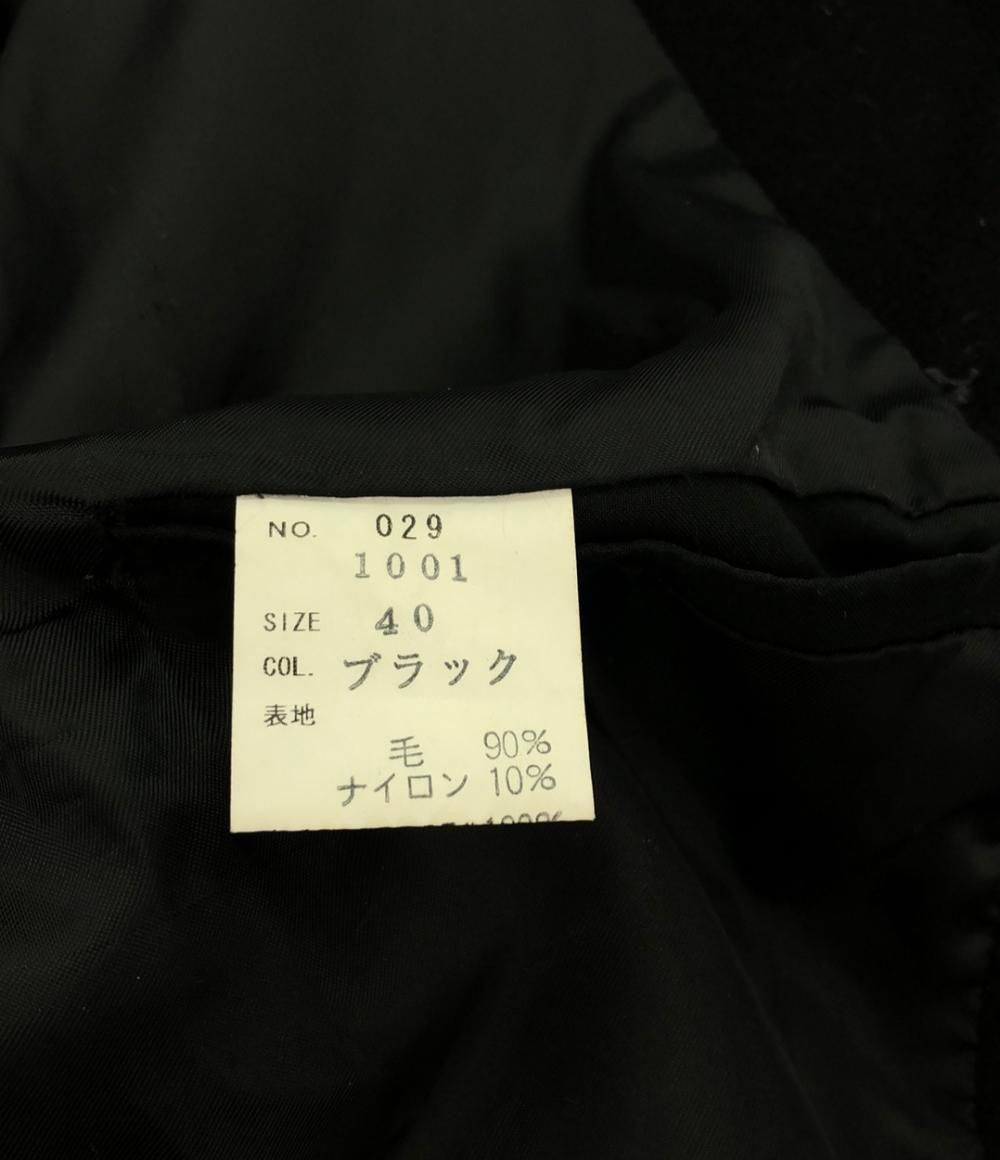 NO. 029
1001
SIZE 40
COL. ブラック
表地
毛 90%
ナイロン 10%
100%